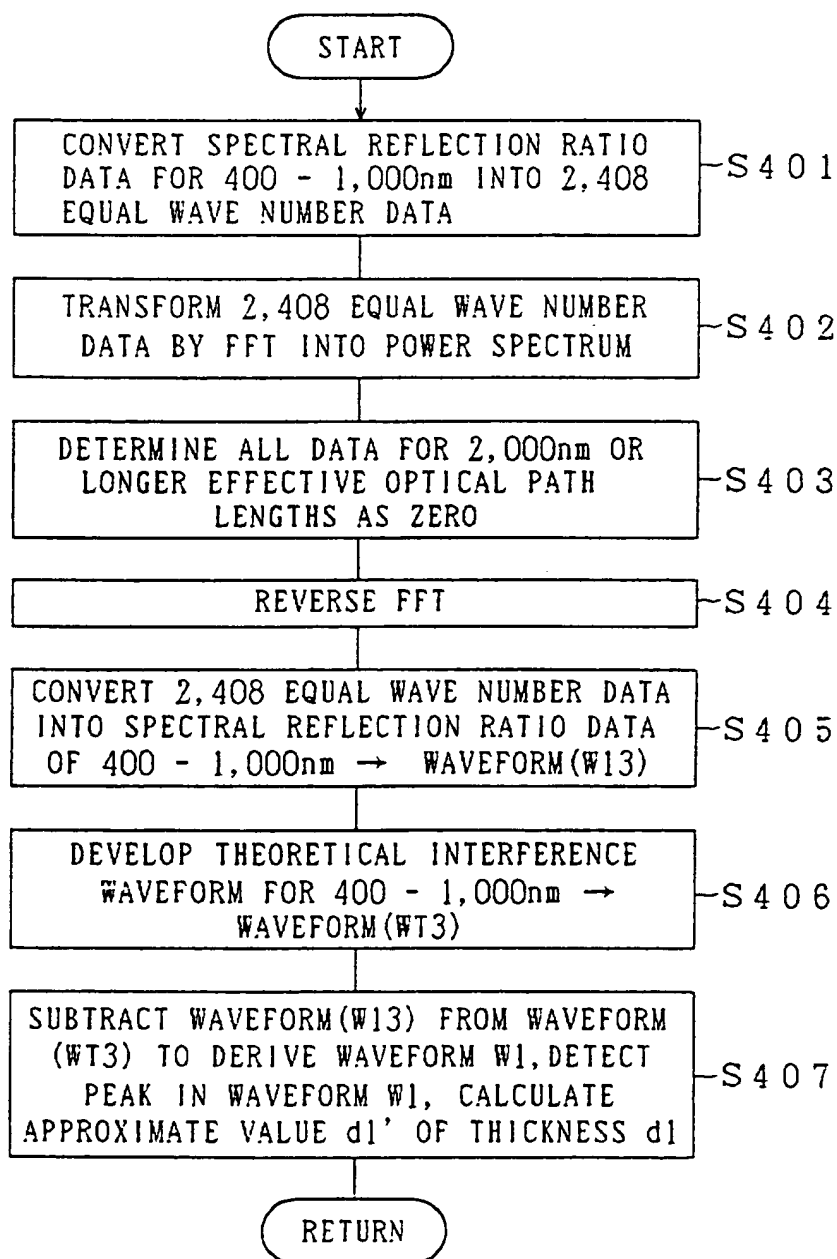 START
CONVERT SPECTRAL REFLECTION RATIO
DATA FOR 400 - 1,000nm INTO 2,408
EQUAL WAVE NUMBER DATA
S401
TRANSFORM 2,408 EQUAL WAVE NUMBER
DATA BY FFT INTO POWER SPECTRUM
S402
DETERMINE ALL DATA FOR 2,000nm OR
LONGER EFFECTIVE OPTICAL PATH
LENGTHS AS ZERO
S403
REVERSE FFT
S404
CONVERT 2,408 EQUAL WAVE NUMBER DATA
INTO SPECTRAL REFLECTION RATIO DATA
OF 400 - 1,000nm → WAVEFORM(W13)
S405
DEVELOP THEORETICAL INTERFERENCE
WAVEFORM FOR 400 - 1,000nm →
WAVEFORM(WT3)
S406
SUBTRACT WAVEFORM(W13) FROM WAVEFORM
(WT3) TO DERIVE WAVEFORM W1, DETECT
PEAK IN WAVEFORM W1, CALCULATE
APPROXIMATE VALUE d1' OF THICKNESS d1
S407
RETURN